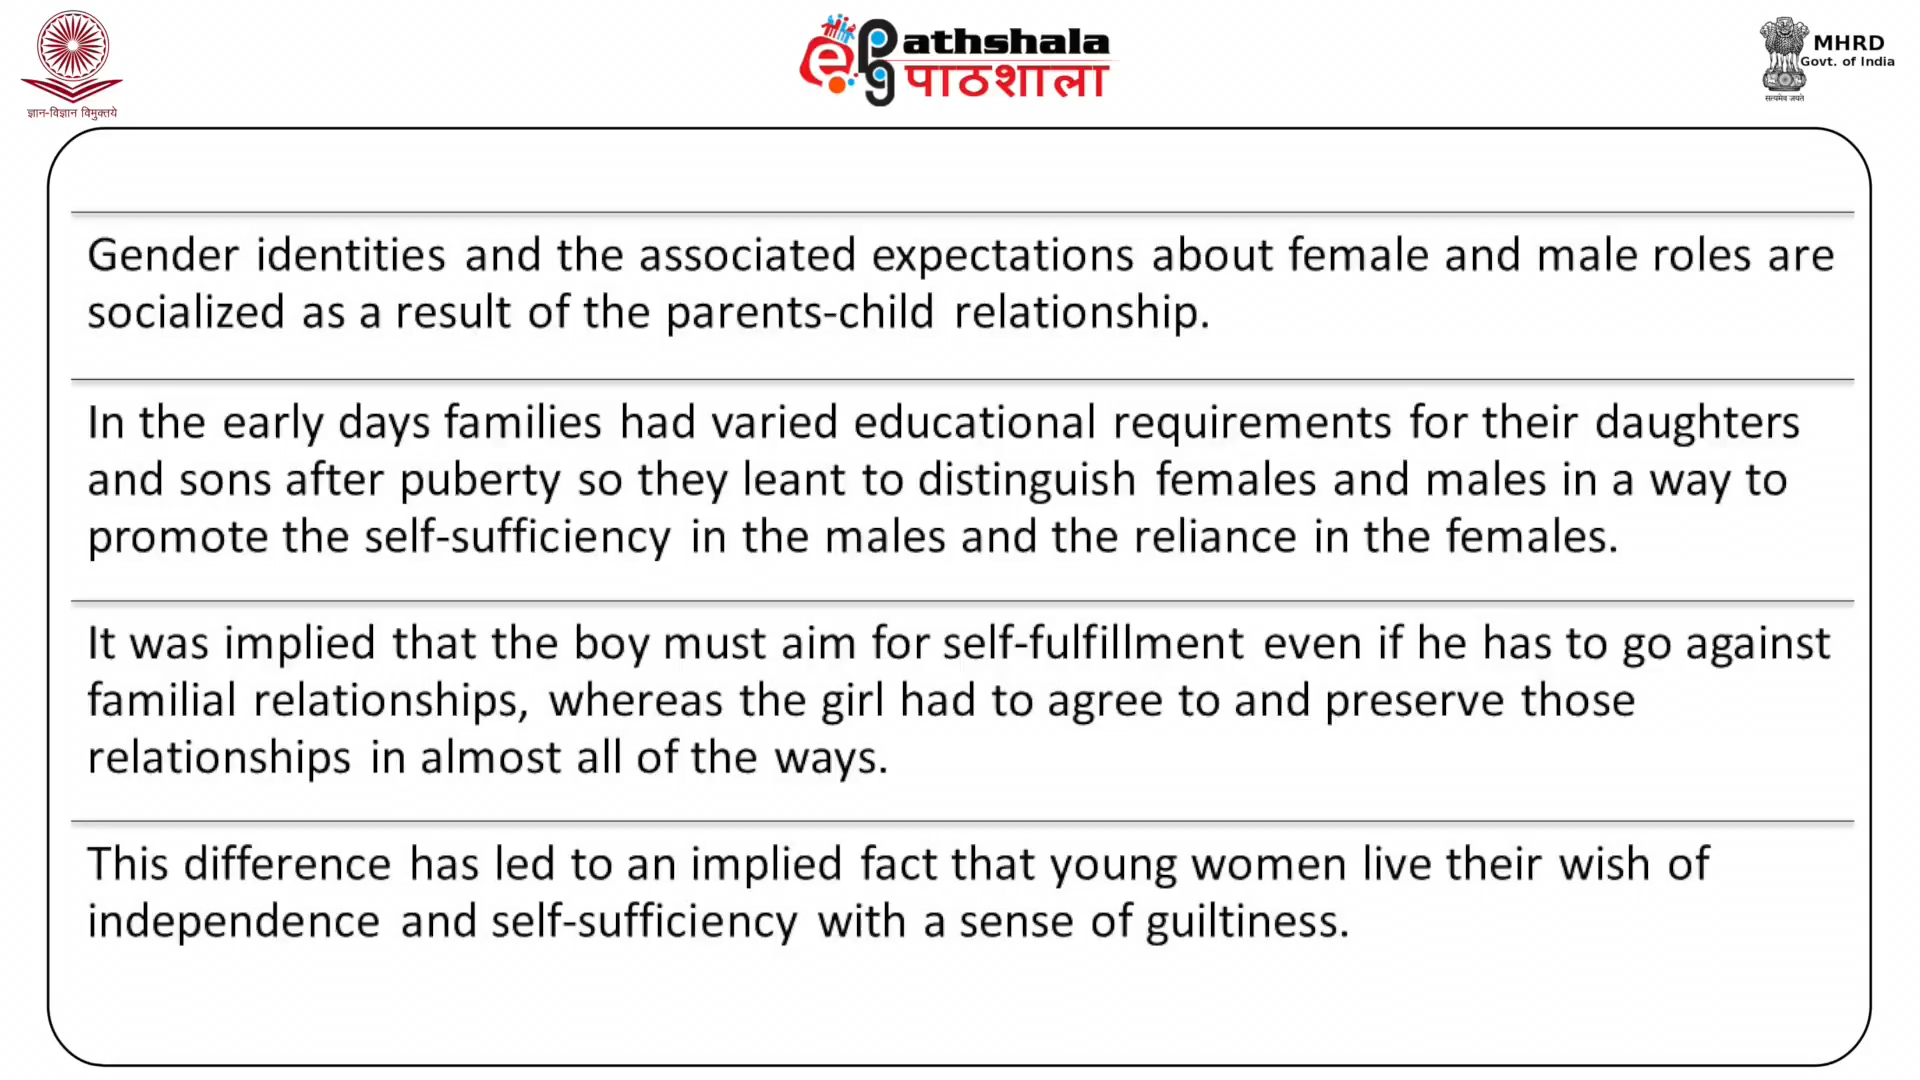 ज्ञान-विज्ञान विमुक्तये
e PG athshala
पाठशाला
MHRD
Govt. of India
सत्यमेव जयते
Gender identities and the associated expectations about female and male roles are
socialized as a result of the parents-child relationship.
In the early days families had varied educational requirements for their daughters
and sons after puberty so they leant to distinguish females and males in a way to
promote the self-sufficiency in the males and the reliance in the females.
It was implied that the boy must aim for self-fulfillment even if he has to go against
familial relationships, whereas the girl had to agree to and preserve those
relationships in almost all of the ways.
This difference has led to an implied fact that young women live their wish of
independence and self-sufficiency with a sense of guiltiness.